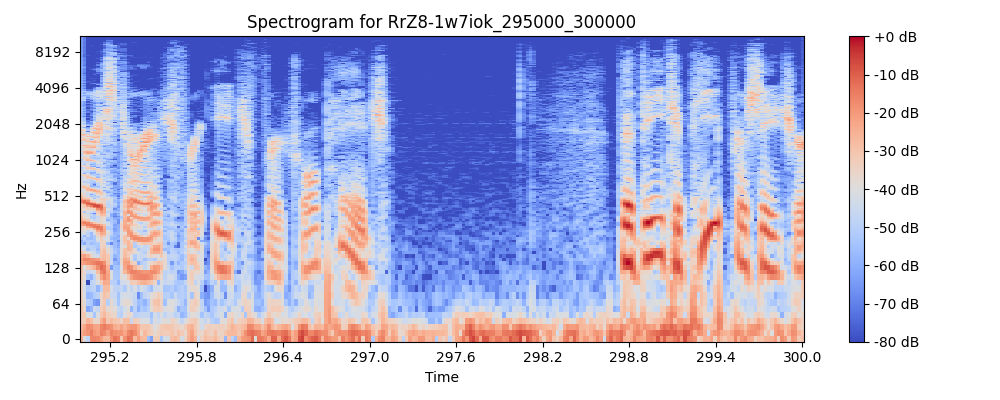 Spectrogram for RrZ8-1w7iok_295000_300000
8192
4096
2048
1024
512
256
128
64
0
Hz
295.2 295.8 296.4 297.0 297.6 298.2 298.8 299.4 300.0
Time
+0 dB
-10 dB
-20 dB
-30 dB
-40 dB
-50 dB
-60 dB
-70 dB
-80 dB